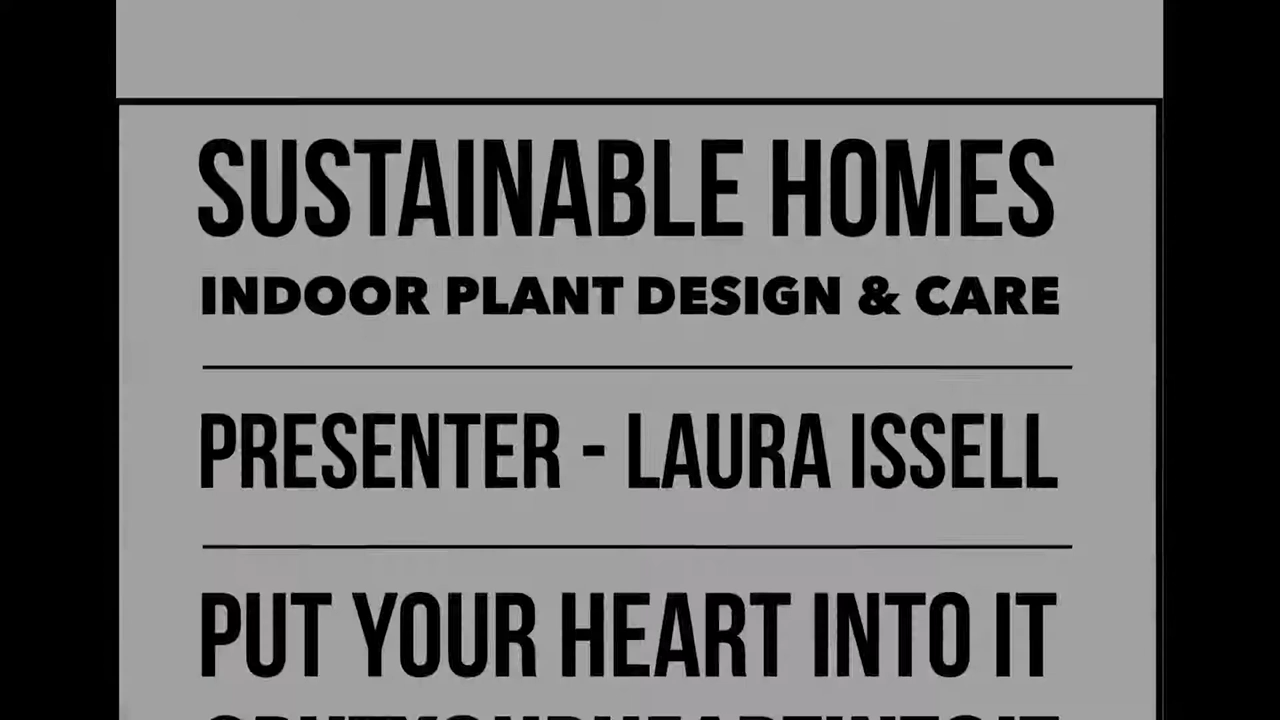 SUSTAINABLE HOMES
INDOOR PLANT DESIGN & CARE
PRESENTER - LAURA ISSELL
PUT YOUR HEART INTO IT